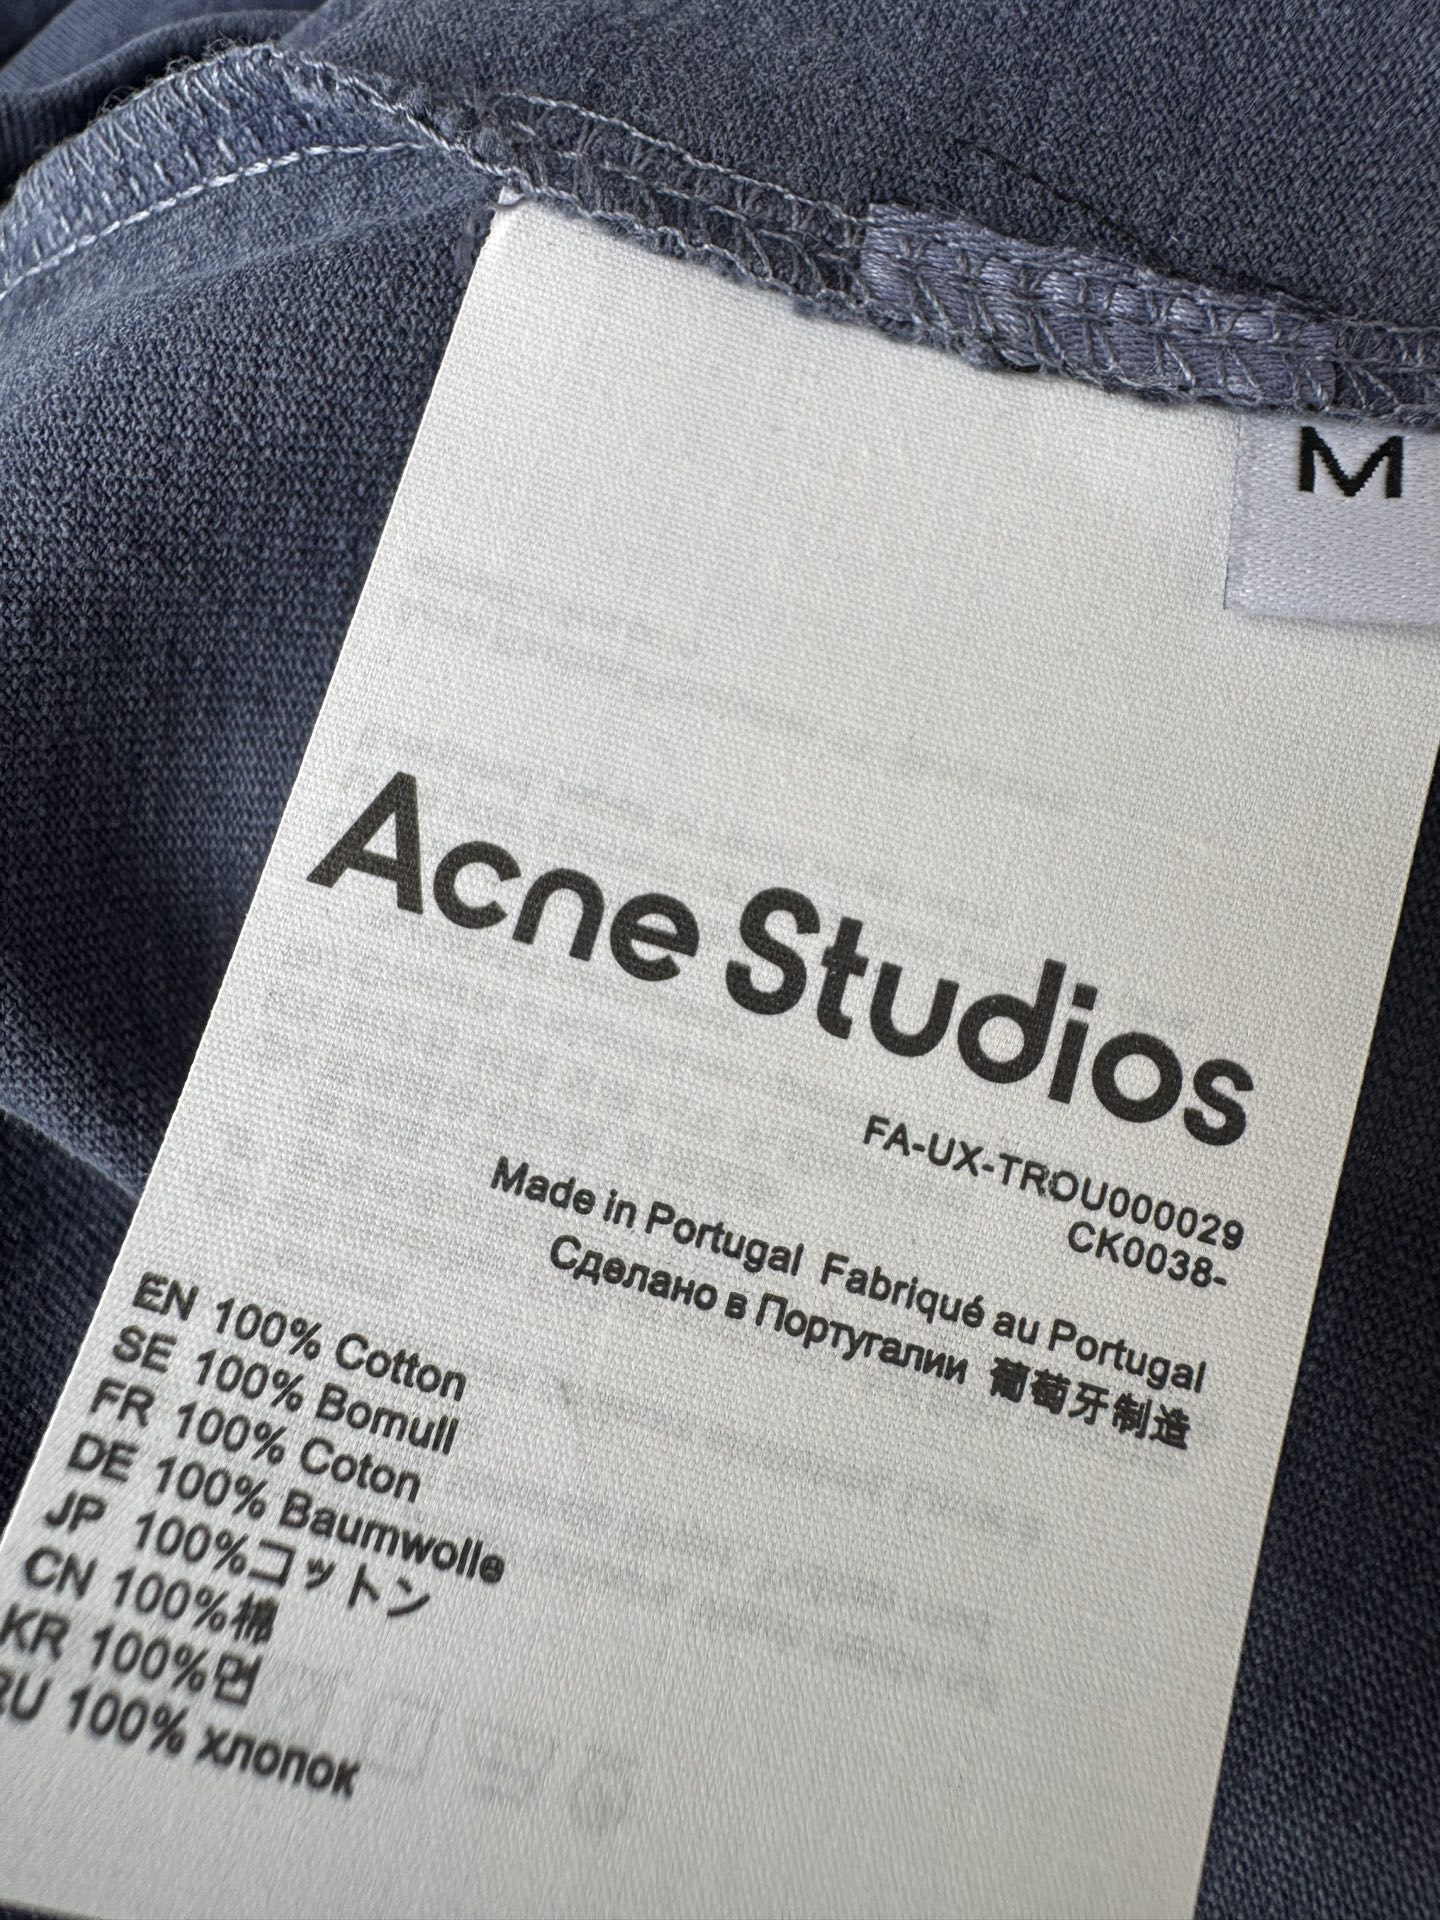 M
Acne Studios
FA-UX-TROU000029
CK0038-
Made in Portugal Fabriqué au Portugal
Сделано в Португалии 葡萄牙制造
EN 100% Cotton
SE 100% Bomull
FR 100% Coton
DE 100% Baumwolle
JP 100%コットン
CN 100%棉
KR 100%면
RU 100% хлопок